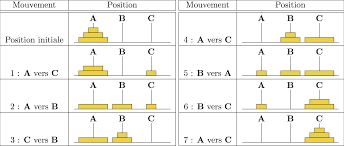 Mouvement Position Mouvement Position
A B C
Position initiale
4 : A vers C
A B C
1 : A vers C
5 : B vers A
2 : A vers B
6 : B vers C
3 : C vers B
7 : A vers C